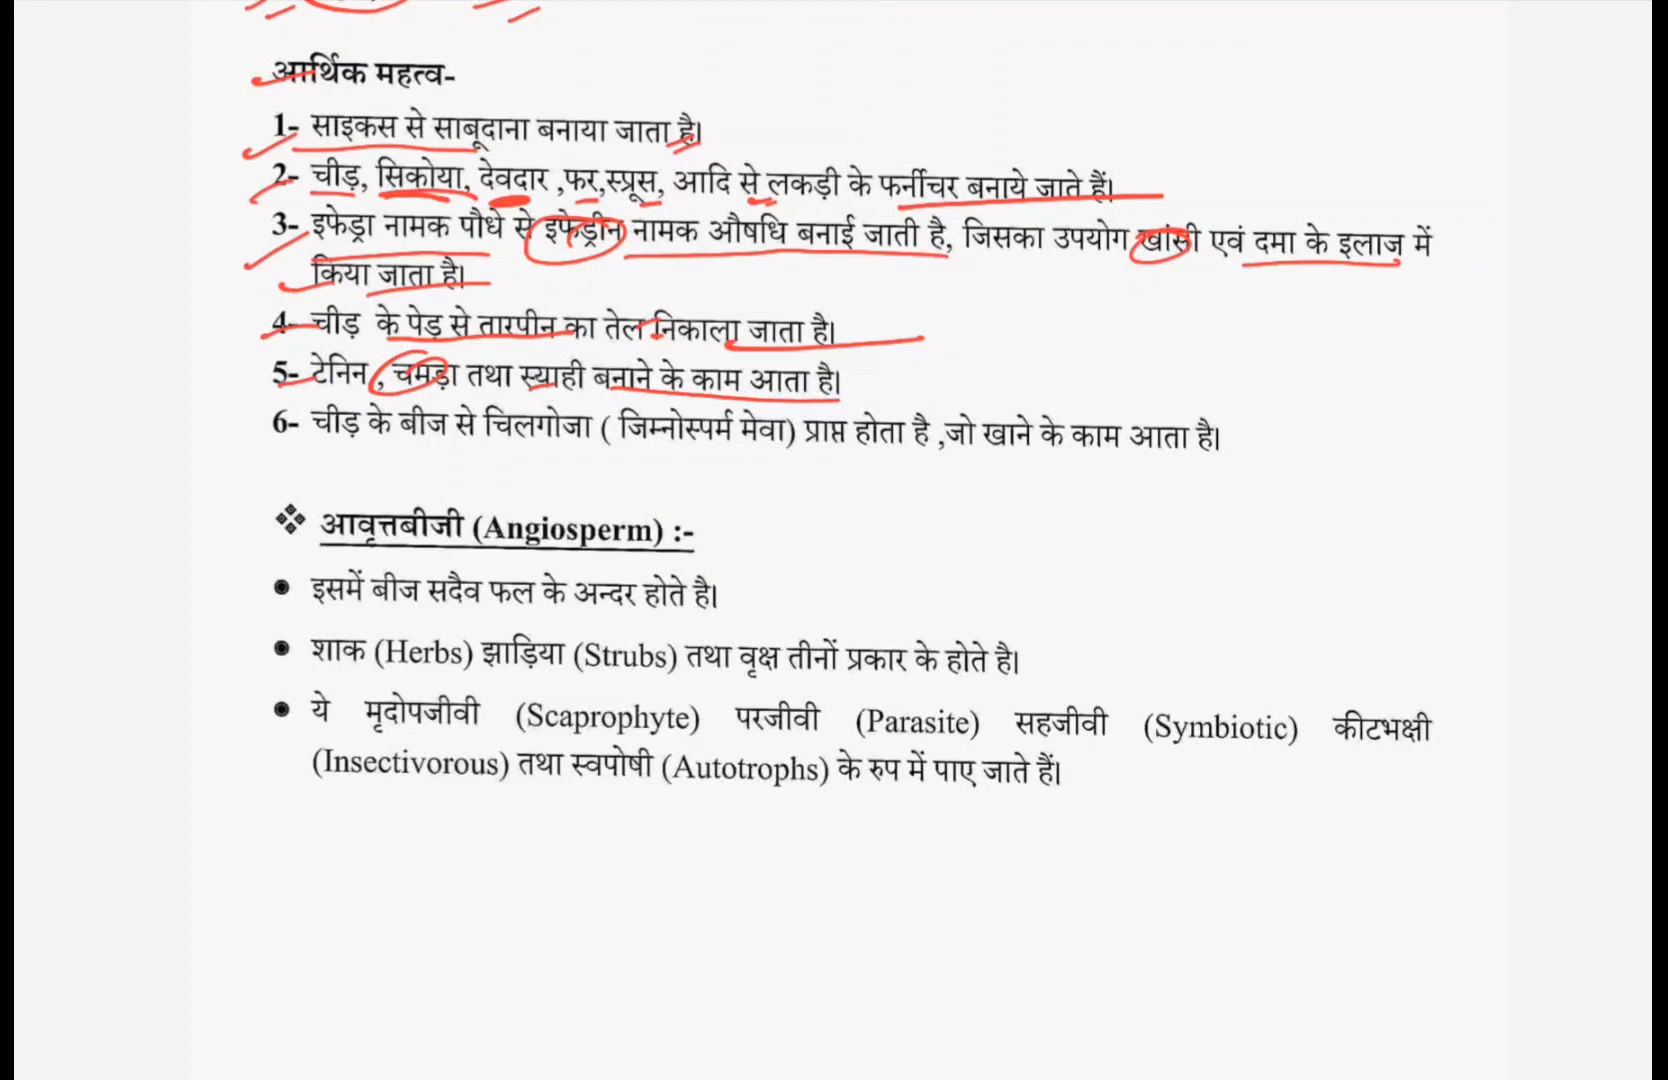 आर्थिक महत्व-
1- साइकस से साबूदाना बनाया जाता है।
2- चीड़, सिकोया, देवदार ,फर,स्प्रूस, आदि से लकड़ी के फर्नीचर बनाये जाते हैं।
3- इफेड्रा नामक पौधे से इफेड्रीन नामक औषधि बनाई जाती है, जिसका उपयोग खांसी एवं दमा के इलाज में
किया जाता है।
4- चीड़ के पेड़ से तारपीन का तेल निकाला जाता है।
5- टेनिन , चमड़ा तथा स्याही बनाने के काम आता है।
6- चीड़ के बीज से चिलगोजा ( जिम्नोस्पर्म मेवा) प्राप्त होता है ,जो खाने के काम आता है।
❖ आवृत्तबीजी (Angiosperm) :-
● इसमें बीज सदैव फल के अन्दर होते है।
● शाक (Herbs) झाड़िया (Strubs) तथा वृक्ष तीनों प्रकार के होते है।
● ये मृदोपजीवी (Scaprophyte) परजीवी (Parasite) सहजीवी (Symbiotic) कीटभक्षी
(Insectivorous) तथा स्वपोषी (Autotrophs) के रुप में पाए जाते हैं।